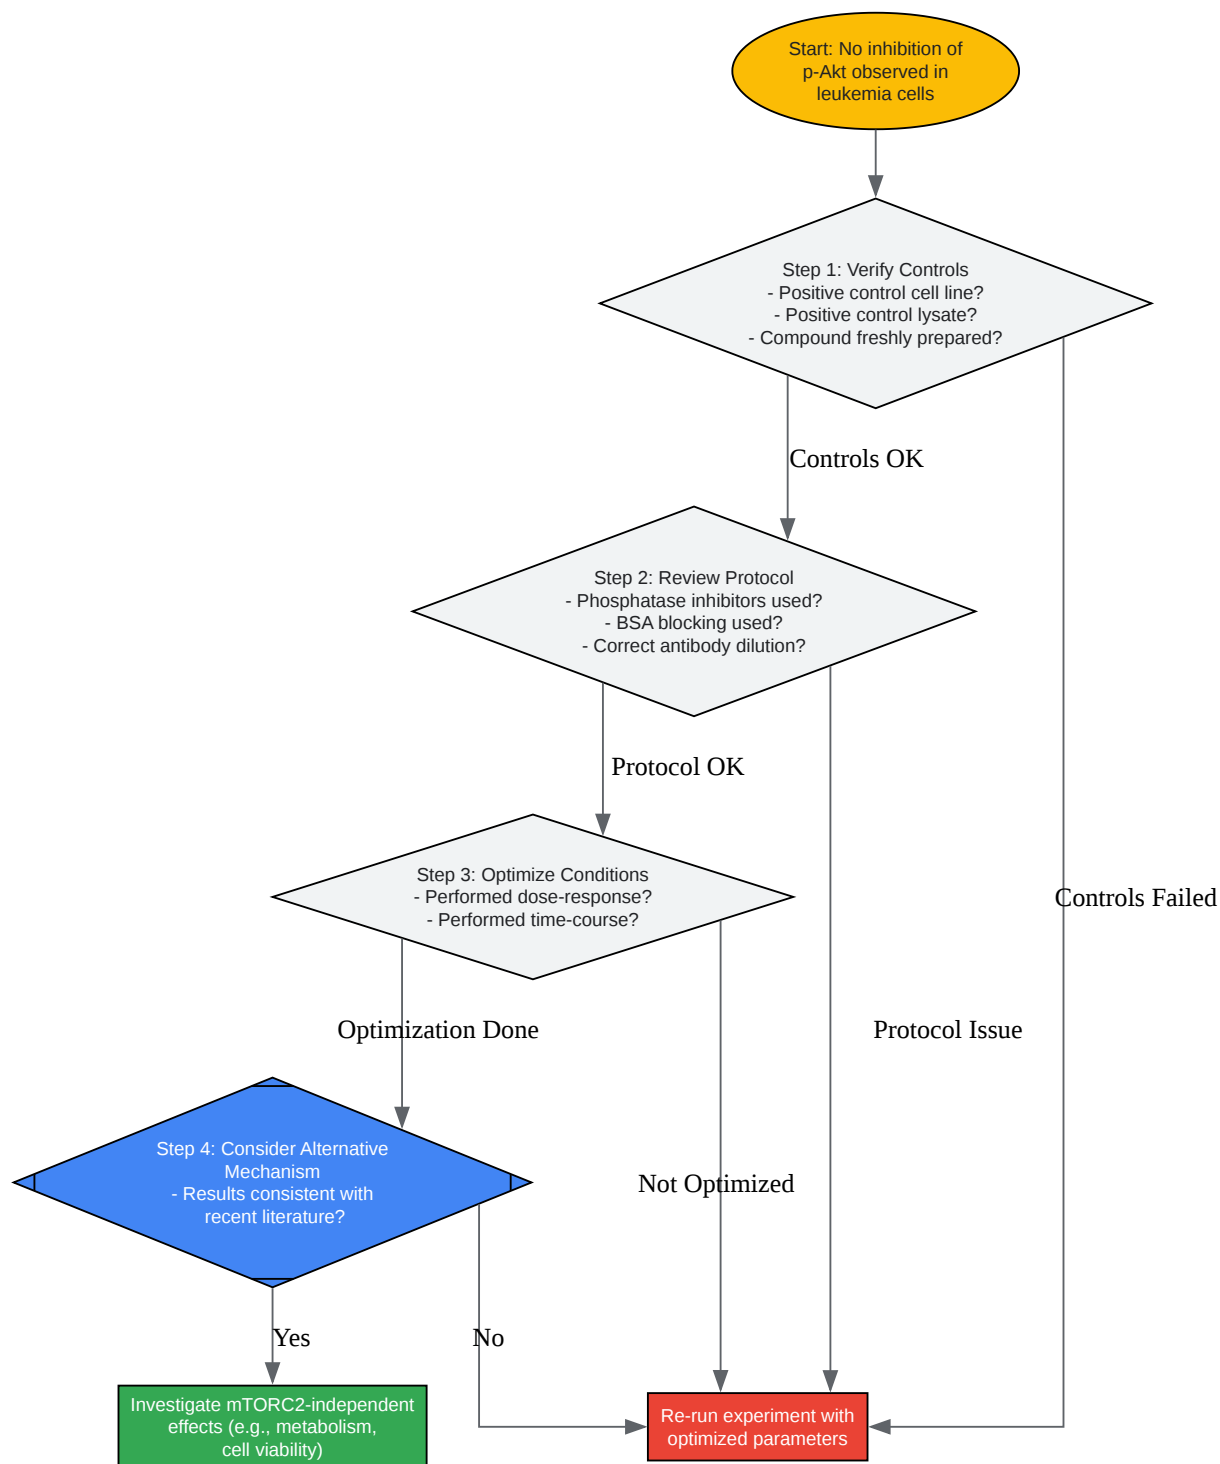 Start: No inhibition of
p-Akt observed in
leukemia cells
Step 1: Verify Controls
- Positive control cell line?
- Positive control lysate?
- Compound freshly prepared?
Controls OK
Step 2: Review Protocol
- Phosphatase inhibitors used?
- BSA blocking used?
- Correct antibody dilution?
Protocol OK
Step 3: Optimize Conditions
- Performed dose-response?
- Performed time-course?
Controls Failed
Optimization Done
Protocol Issue
Step 4: Consider Alternative
Mechanism
- Results consistent with
recent literature?
Not Optimized
Yes
No
Investigate mTORC2-independent
effects (e.g., metabolism,
cell viability)
Re-run experiment with
optimized parameters